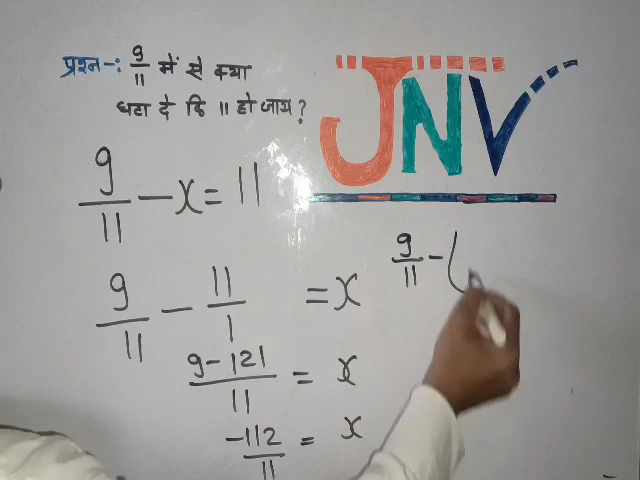 प्रश्न-: 9/11 में से क्या
घटा दे कि 11 हो जाय?
JNV
9/11 - x = 11
9/11 - 11/1 = x
9/11 - (
9-121/11 = x
-112/11 = x